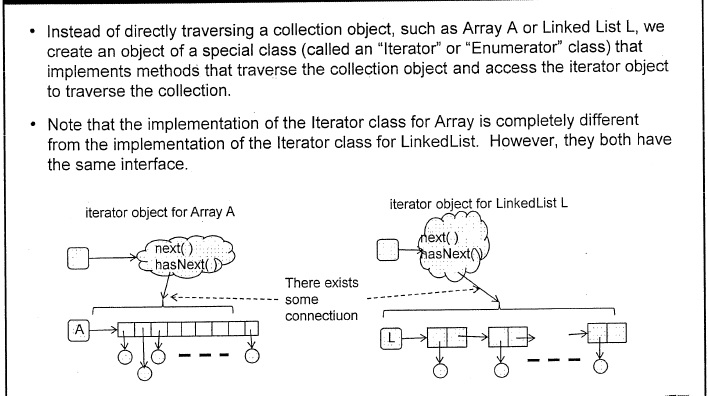 • Instead of directly traversing a collection object, such as Array A or Linked List L, we
create an object of a special class (called an “Iterator” or “Enumerator” class) that
implements methods that traverse the collection object and access the iterator object
to traverse the collection.
• Note that the implementation of the Iterator class for Array is completely different
from the implementation of the Iterator class for LinkedList.  However, they both have
the same interface.
iterator object for Array A
iterator object for LinkedList L
next( )
hasNext( )
next( )
hasNext( )
There exists
some
connectiuon
A
L